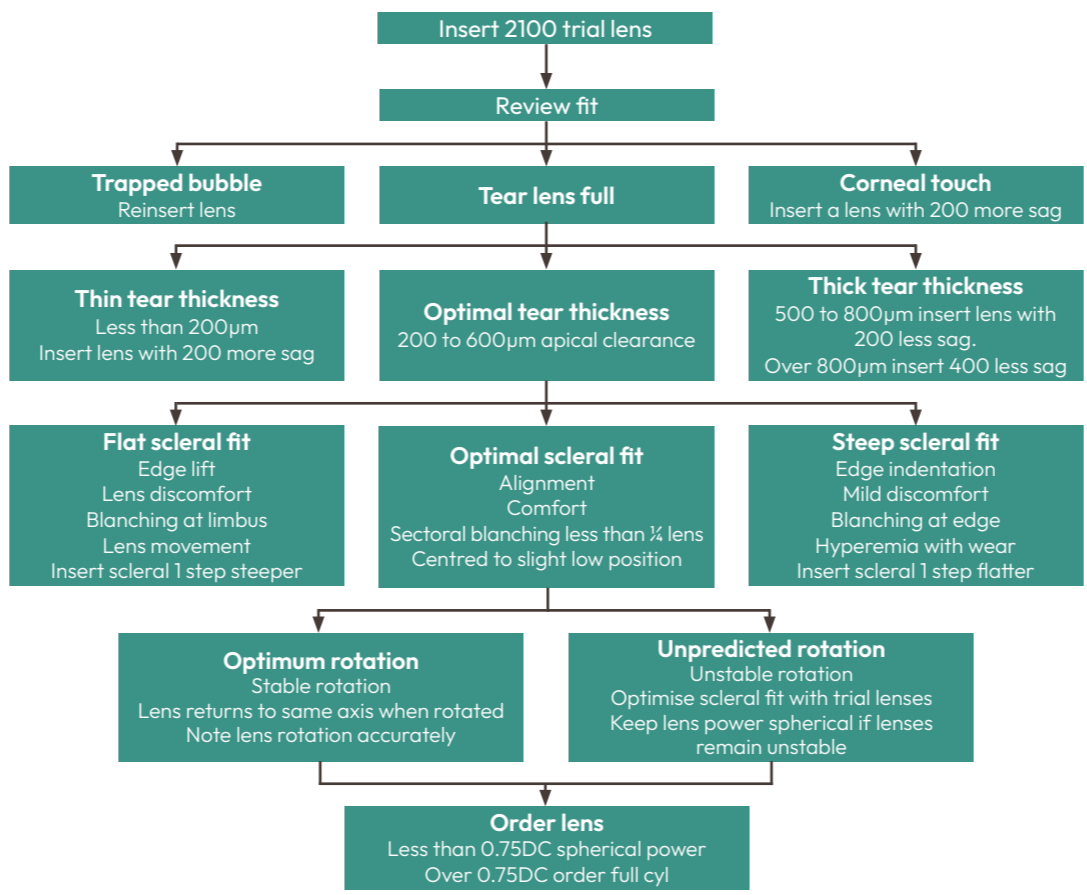 Insert 2100 trial lens
Review fit
Trapped bubble
Reinsert lens
Tear lens full
Corneal touch
Insert a lens with 200 more sag
Thin tear thickness
Less than 200µm
Insert lens with 200 more sag
Optimal tear thickness
200 to 600µm apical clearance
Thick tear thickness
500 to 800µm insert lens with
200 less sag.
Over 800µm insert 400 less sag
Flat scleral fit
Edge lift
Lens discomfort
Blanching at limbus
Lens movement
Insert scleral 1 step steeper
Optimal scleral fit
Alignment
Comfort
Sectoral blanching less than ¼ lens
Centred to slight low position
Steep scleral fit
Edge indentation
Mild discomfort
Blanching at edge
Hyperemia with wear
Insert scleral 1 step flatter
Optimum rotation
Stable rotation
Lens returns to same axis when rotated
Note lens rotation accurately
Unpredicted rotation
Unstable rotation
Optimise scleral fit with trial lenses
Keep lens power spherical if lenses
remain unstable
Order lens
Less than 0.75DC spherical power
Over 0.75DC order full cyl